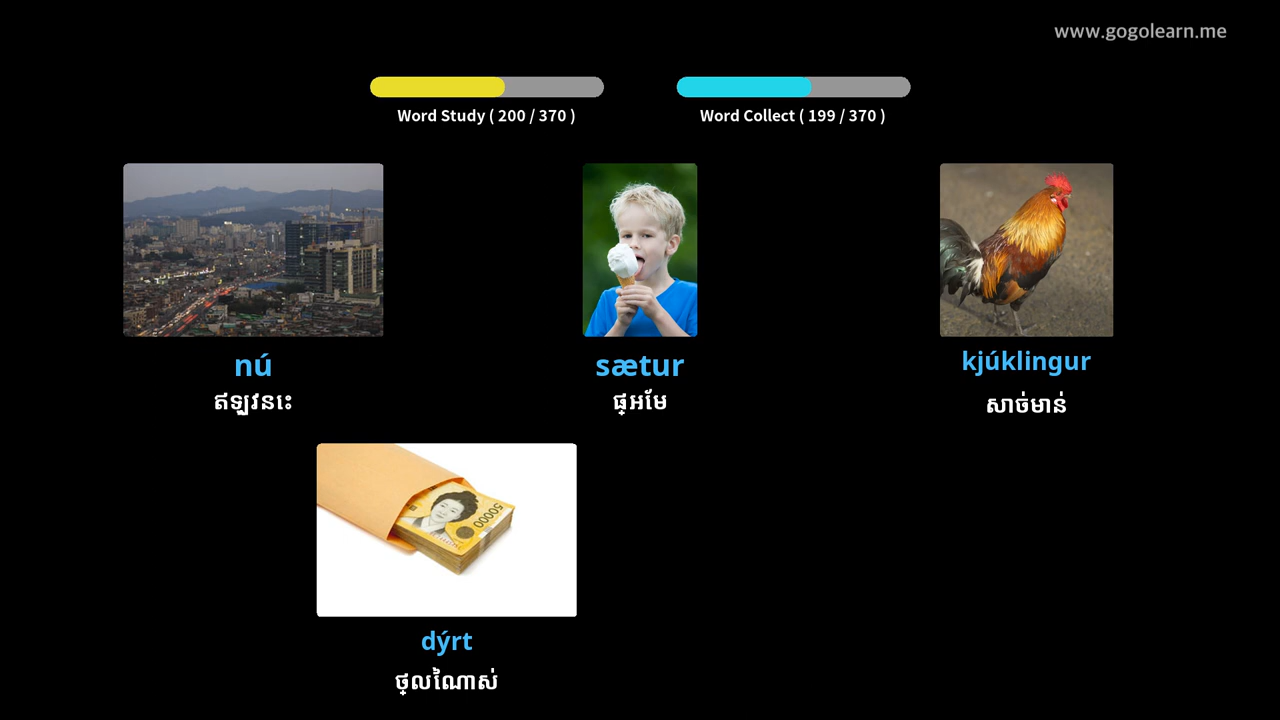 www.gogolearn.me
Word Study ( 200 / 370 )
Word Collect ( 199 / 370 )
nú
ឥឡូវនេះ
sætur
ផ្អែម
kjúklingur
សាច់មាន់
dýrt
ថ្លៃណាស់